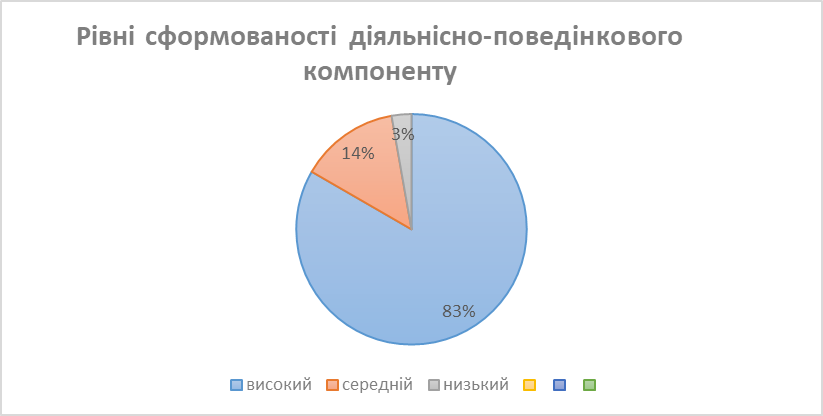 Рівні сформованості діяльнісно-поведінкового
компоненту
3%
14%
83%
високий середній низький